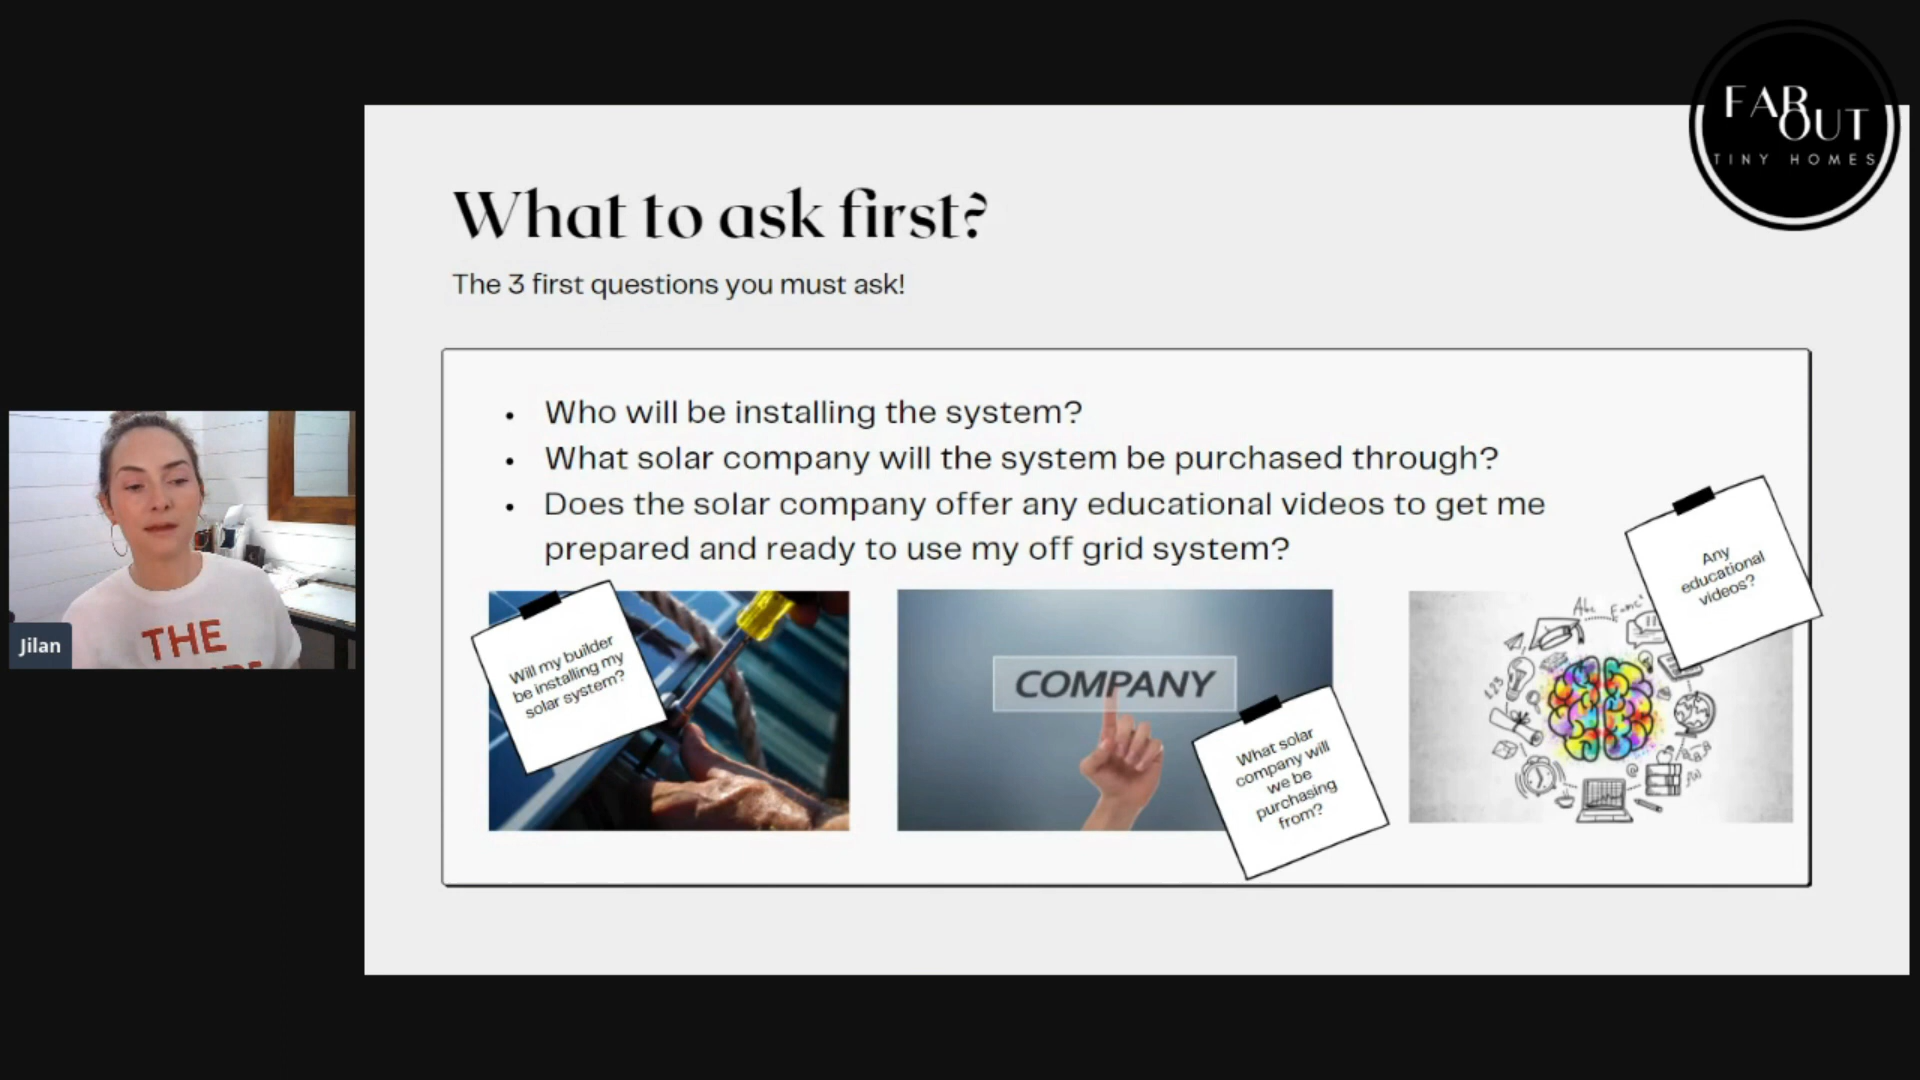 FAR
OUT
TINY HOMES
What to ask first?
The 3 first questions you must ask!
• Who will be installing the system?
• What solar company will the system be purchased through?
• Does the solar company offer any educational videos to get me
prepared and ready to use my off grid system?
Will my builder
be installing my
solar system?
COMPANY
What solar
company will
we be
purchasing
from?
Any
educational
videos?
Abc
123
Jilan
THE